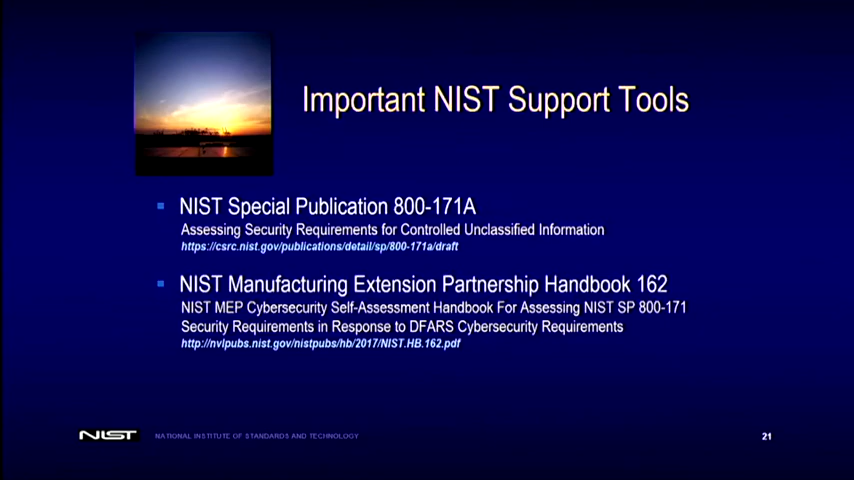 Important NIST Support Tools
NIST Special Publication 800-171A
Assessing Security Requirements for Controlled Unclassified Information
https://csrc.nist.gov/publications/detail/sp/800-171a/draft
NIST Manufacturing Extension Partnership Handbook 162
NIST MEP Cybersecurity Self-Assessment Handbook For Assessing NIST SP 800-171
Security Requirements in Response to DFARS Cybersecurity Requirements
http://nvlpubs.nist.gov/nistpubs/hb/2017/NIST.HB.162.pdf
NIST NATIONAL INSTITUTE OF STANDARDS AND TECHNOLOGY 21